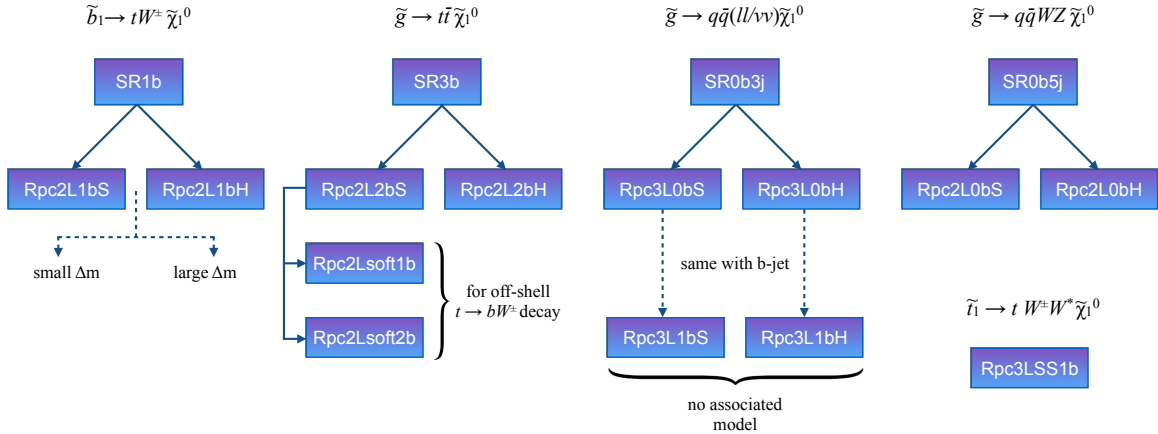 b̃₁ → tW± χ̃₁⁰
g̃ → tt̄ χ̃₁⁰
g̃ → qq̄(ll/νν)χ̃₁⁰
g̃ → qq̄WZ χ̃₁⁰
SR1b
SR3b
SR0b3j
SR0b5j
Rpc2L1bS
Rpc2L1bH
Rpc2L2bS
Rpc2L2bH
Rpc3L0bS
Rpc3L0bH
Rpc2L0bS
Rpc2L0bH
small Δm
large Δm
Rpc2Lsoft1b
Rpc2Lsoft2b
for off-shell
t → bW± decay
same with b-jet
Rpc3L1bS
Rpc3L1bH
no associated
model
t̃₁ → t W±W* χ̃₁⁰
Rpc3LSS1b